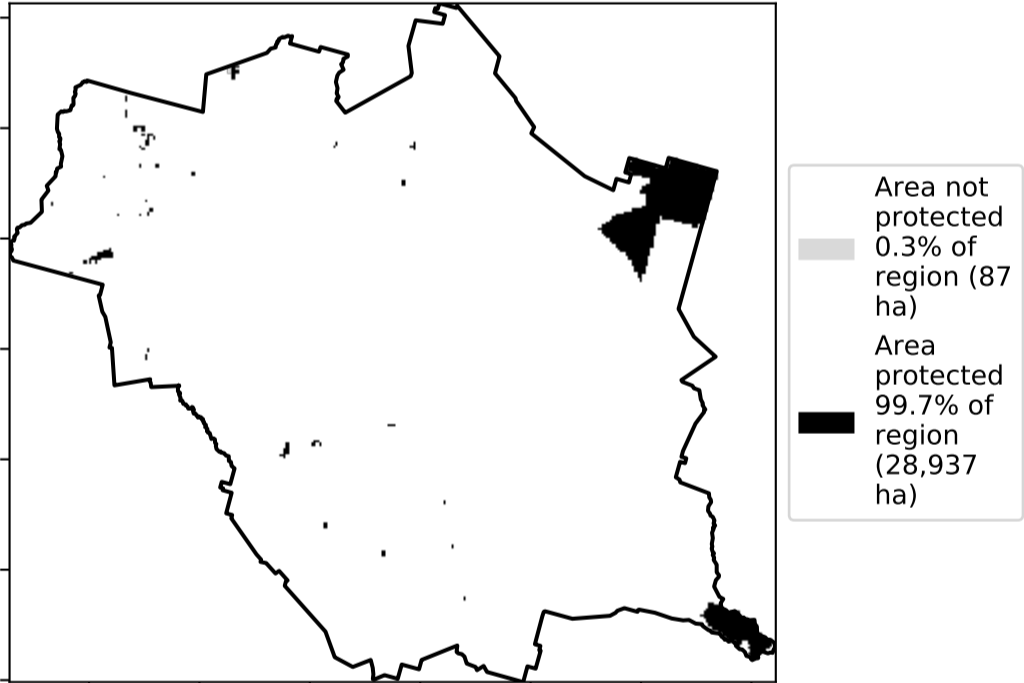 Area not
protected
0.3% of
region (87
ha)
Area
protected
99.7% of
region
(28,937
ha)